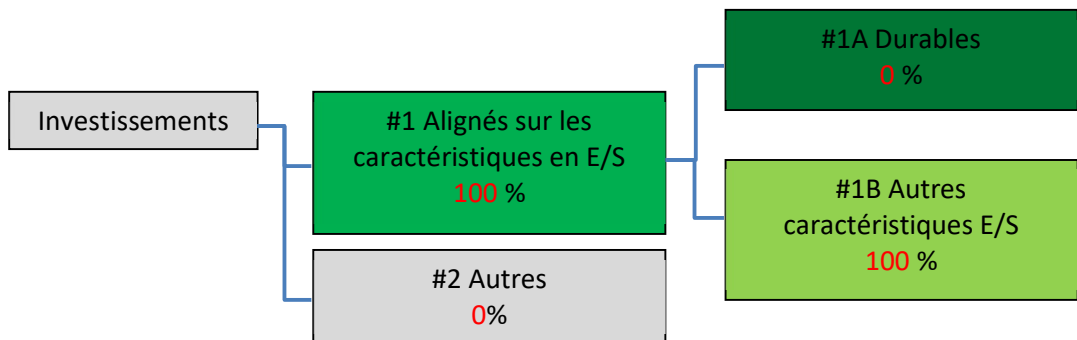 Investissements
#1 Alignés sur les
caractéristiques en E/S
100 %
#2 Autres
0%
#1A Durables
0 %
#1B Autres
caractéristiques E/S
100 %